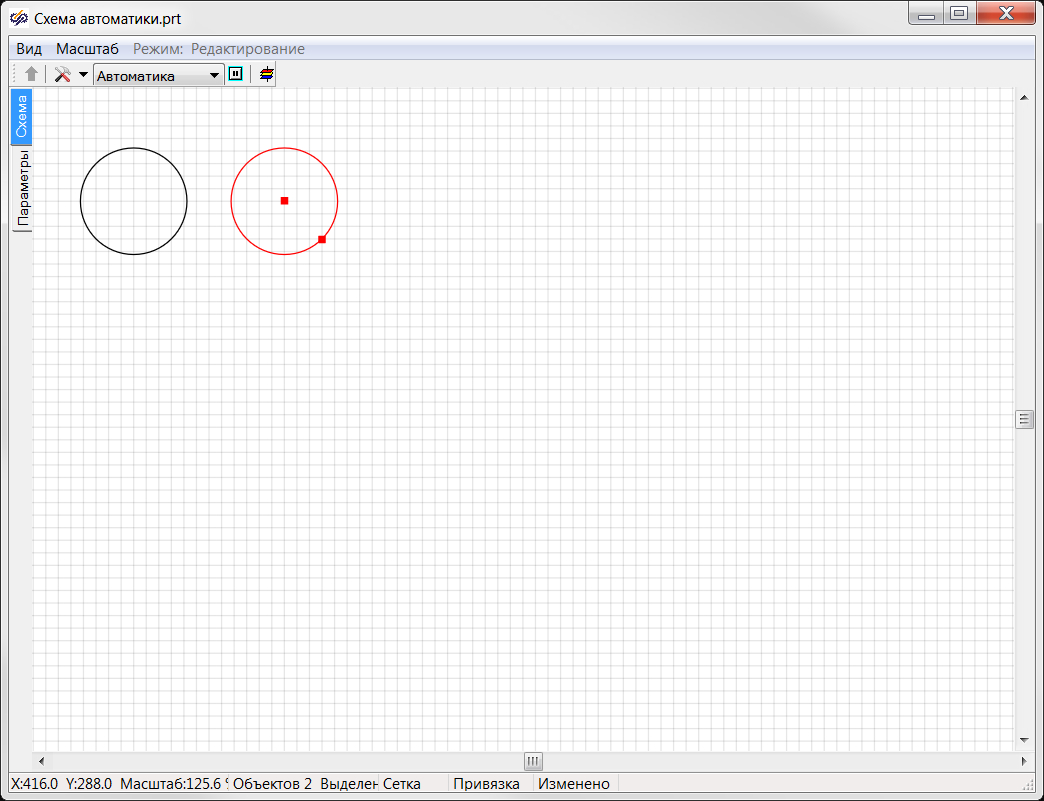 Схема автоматики.prt
Вид Масштаб Режим: Редактирование
Автоматика
Схема
Параметры
X:416.0 Y:288.0 Масштаб:125.6 Объектов 2 Выделен Сетка Привязка Изменено